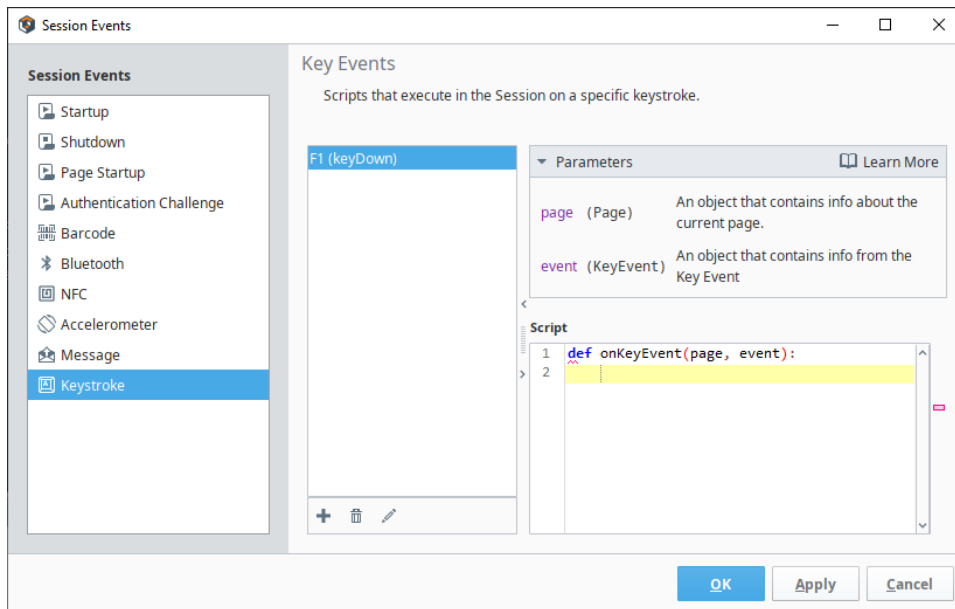 Session Events
Session Events
Startup
Shutdown
Page Startup
Authentication Challenge
Barcode
Bluetooth
NFC
Accelerometer
Message
Keystroke
Key Events
Scripts that execute in the Session on a specific keystroke.
F1 (keyDown)
Parameters
Learn More
page (Page)
An object that contains info about the
current page.
event (KeyEvent)
An object that contains info from the
Key Event
Script
1 def onKeyEvent(page, event):
2
OK
Apply
Cancel